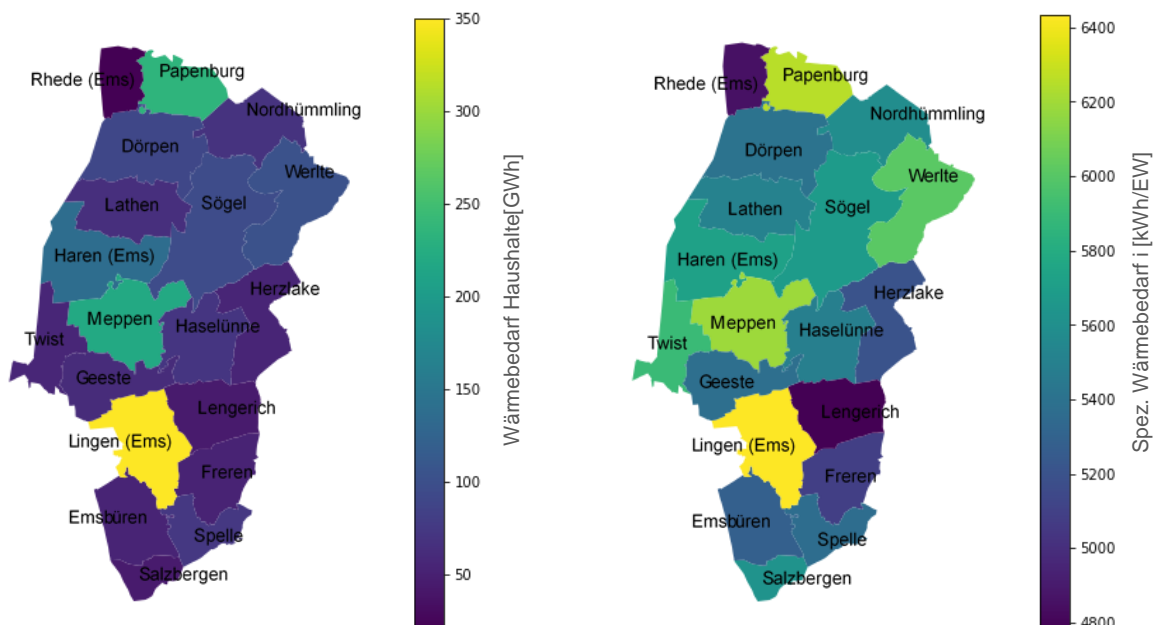 Rhede (Ems)
Papenburg
Nordhümmling
Dörpen
Werlte
Lathen
Sögel
Haren (Ems)
Herzlake
Meppen
Haselünne
Twist
Geeste
Lengerich
Lingen (Ems)
Freren
Emsbüren
Spelle
Salzbergen
350
300
250
200
150
100
50
Wärmebedarf Haushalte[GWh]
Rhede (Ems)
Papenburg
Nordhümmling
Dörpen
Werlte
Lathen
Sögel
Haren (Ems)
Herzlake
Meppen
Haselünne
Twist
Geeste
Lengerich
Lingen (Ems)
Freren
Emsbüren
Spelle
Salzbergen
6400
6200
6000
5800
5600
5400
5200
5000
4800
Spez. Wärmebedarf i [kWh/EW]